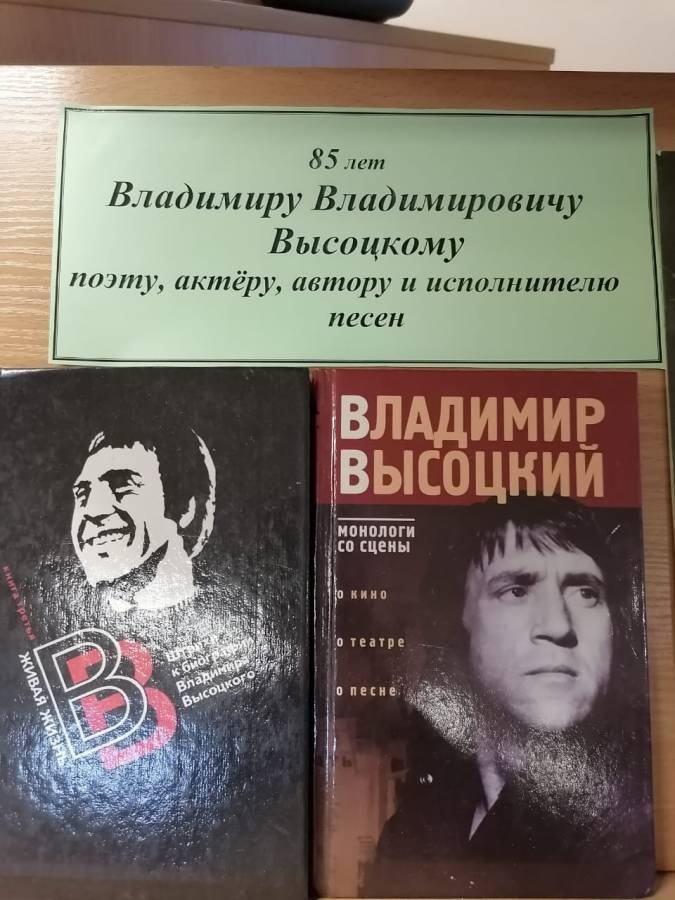 85 лет
Владимиру Владимировичу
Высоцкому
поэту, актёру, автору и исполнителю
песен
книга третья
ЖИВАЯ ЖИЗНЬ
ВВ
Штрихи
к биографии
Владимира
Высоцкого
ВЛАДИМИР
ВЫСОЦКИЙ
МОНОЛОГИ
СО СЦЕНЫ
О КИНО
О ТЕАТРЕ
О ПЕСНЕ